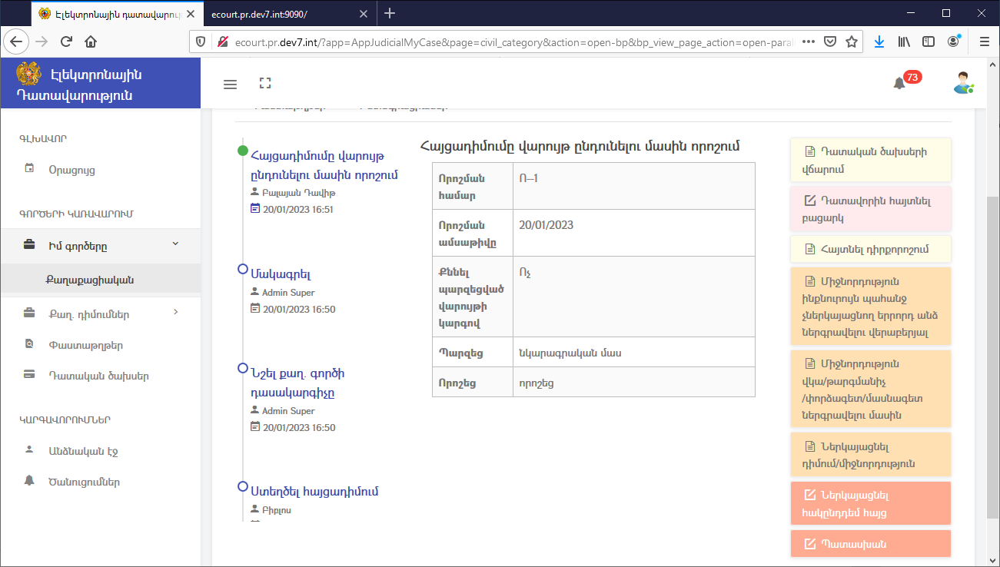 Էլեկտրոնային դատավարու
ecourt.pr.dev7.int:9090/
ecourt.pr.dev7.int/?app=AppJudicialMyCase&page=civil_category&action=open-bp&bp_view_page_action=open-paral
Էլեկտրոնային
Դատավարություն
73
ԳԼԽԱՎՈՐ
Օրացույց
ԳՈՐԾԵՐԻ ԿԱՌԱՎԱՐՈՒՄ
Իմ գործերը
Քաղաքացիական
Քաղ. դիմումներ
Փաստաթղթեր
Դատական ծախսեր
ԿԱՐԳԱՎՈՐՈՒՄՆԵՐ
Անձնական էջ
Ծանուցումներ
Հայցադիմումը վարույթ
ընդունելու մասին որոշում
Բալայան Դավիթ
20/01/2023 16:51
Մակագրել
Admin Super
20/01/2023 16:50
Նշել քաղ. գործի
դասակարգիչը
Admin Super
20/01/2023 16:50
Ստեղծել հայցադիմում
Բիբլոս
Հայցադիմումը վարույթ ընդունելու մասին որոշում
Որոշման
համար
Ո--1
Որոշման
ամսաթիվը
20/01/2023
Քննել
պարզեցված
վարույթի
կարգով
Ոչ
Պարզեց
նկարագրական մաս
Որոշեց
որոշեց
Դատական ծախսերի
վճարում
Դատավորին հայտնել
բացարկ
Հայտնել դիրքորոշում
Միջնորդություն
ինքնուրույն պահանջ
չներկայացնող երրորդ անձ
ներգրավելու վերաբերյալ
Միջնորդություն
վկա/թարգմանիչ
/փորձագետ/մասնագետ
ներգրավելու մասին
Ներկայացնել
դիմում/միջնորդություն
Ներկայացնել
հակընդդեմ հայց
Պատասխան